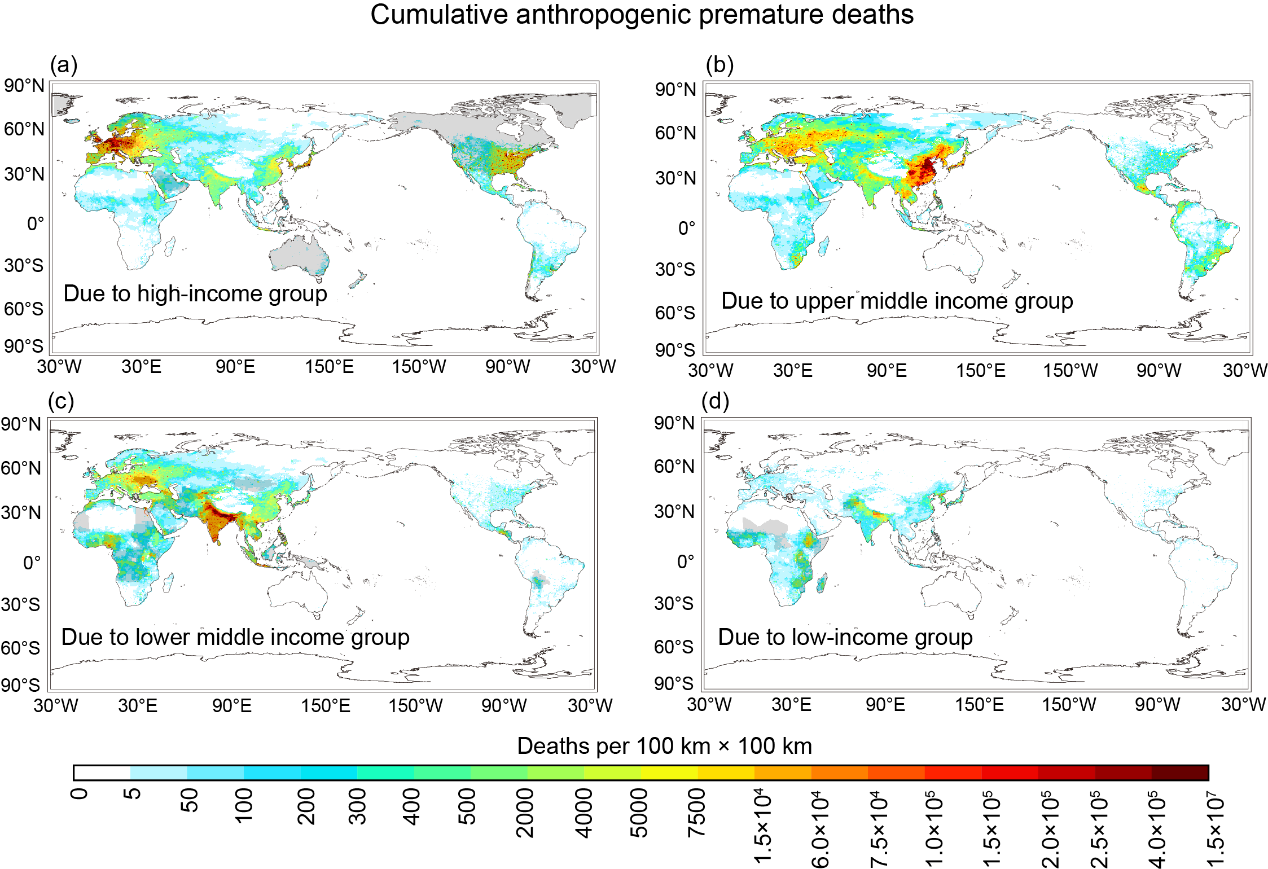 Cumulative anthropogenic premature deaths
(a)
90°N
60°N
30°N
0°
30°S
60°S
90°S
Due to high-income group
30°W 30°E 90°E 150°E 150°W 90°W 30°W
(b)
90°N
60°N
30°N
0°
30°S
60°S
90°S
Due to upper middle income group
30°W 30°E 90°E 150°E 150°W 90°W 30°W
(c)
90°N
60°N
30°N
0°
30°S
60°S
90°S
Due to lower middle income group
30°W 30°E 90°E 150°E 150°W 90°W 30°W
(d)
90°N
60°N
30°N
0°
30°S
60°S
90°S
Due to low-income group
30°W 30°E 90°E 150°E 150°W 90°W 30°W
Deaths per 100 km × 100 km
0 5 50 100 200 300 400 500 2000 4000 5000 7500 1.5×10⁴ 6.0×10⁴ 7.5×10⁴ 1.0×10⁵ 1.5×10⁵ 2.0×10⁵ 2.5×10⁵ 4.0×10⁵ 1.5×10⁷